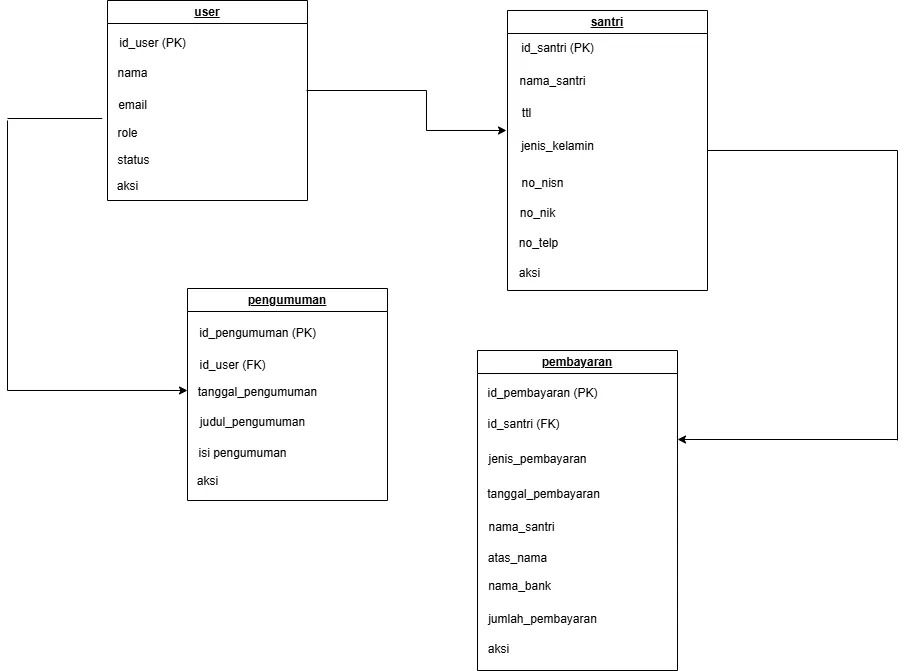 user
id_user (PK)
nama
email
role
status
aksi
santri
id_santri (PK)
nama_santri
ttl
jenis_kelamin
no_nisn
no_nik
no_telp
aksi
pengumuman
id_pengumuman (PK)
id_user (FK)
tanggal_pengumuman
judul_pengumuman
isi pengumuman
aksi
pembayaran
id_pembayaran (PK)
id_santri (FK)
jenis_pembayaran
tanggal_pembayaran
nama_santri
atas_nama
nama_bank
jumlah_pembayaran
aksi